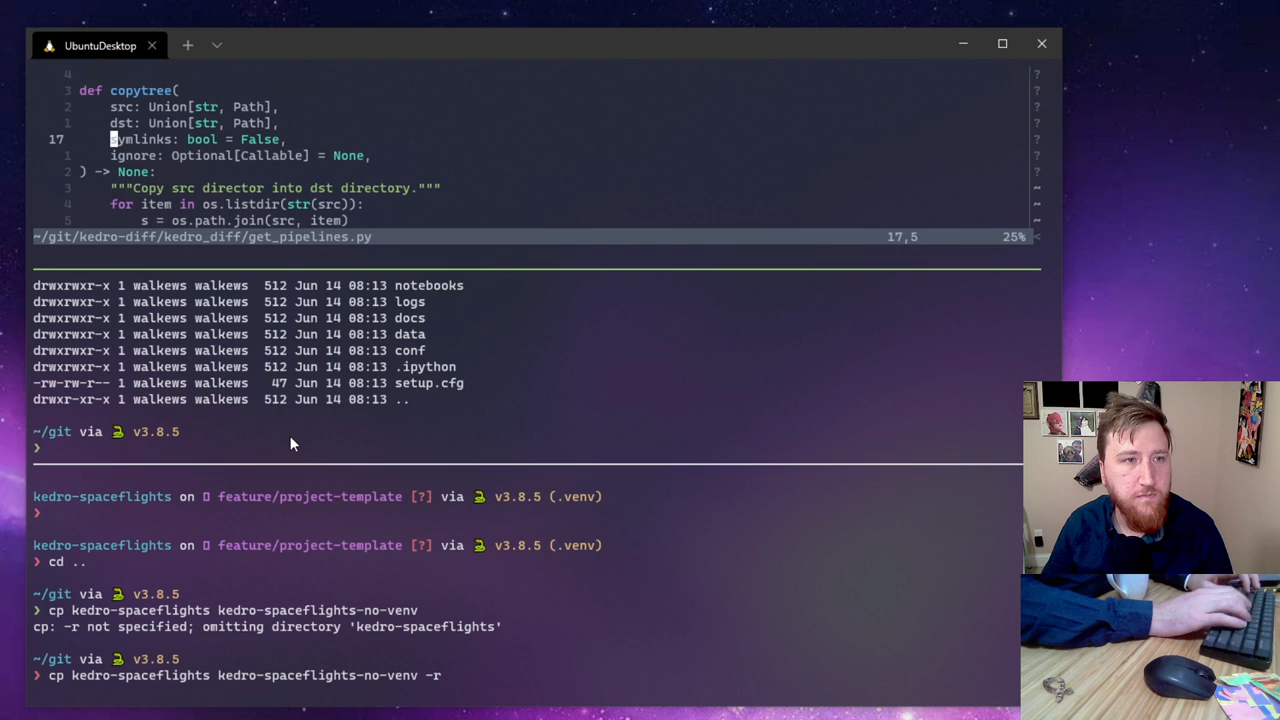 UbuntuDesktop
4 ?
3 def copytree( ?
2 src: Union[str, Path], ?
1 dst: Union[str, Path], ?
17 symlinks: bool = False, ?
1 ignore: Optional[Callable] = None, ?
2 ) -> None: ?
3 """Copy src director into dst directory.""" ~
4 for item in os.listdir(str(src)): ~
5 s = os.path.join(src, item) ~
~/git/kedro-diff/kedro_diff/get_pipelines.py 17,5 25% <
drwxrwxr-x 1 walkews walkews 512 Jun 14 08:13 notebooks
drwxrwxr-x 1 walkews walkews 512 Jun 14 08:13 logs
drwxrwxr-x 1 walkews walkews 512 Jun 14 08:13 docs
drwxrwxr-x 1 walkews walkews 512 Jun 14 08:13 data
drwxrwxr-x 1 walkews walkews 512 Jun 14 08:13 conf
drwxrwxr-x 1 walkews walkews 512 Jun 14 08:13 .ipython
-rw-rw-r-- 1 walkews walkews 47 Jun 14 08:13 setup.cfg
drwxr-xr-x 1 walkews walkews 512 Jun 14 08:13 ..
~/git via 🐍 v3.8.5
❯
kedro-spaceflights on ▯ feature/project-template [?] via 🐍 v3.8.5 (.venv)
❯
kedro-spaceflights on ▯ feature/project-template [?] via 🐍 v3.8.5 (.venv)
❯ cd ..
~/git via 🐍 v3.8.5
❯ cp kedro-spaceflights kedro-spaceflights-no-venv
cp: -r not specified; omitting directory 'kedro-spaceflights'
~/git via 🐍 v3.8.5
❯ cp kedro-spaceflights kedro-spaceflights-no-venv -r